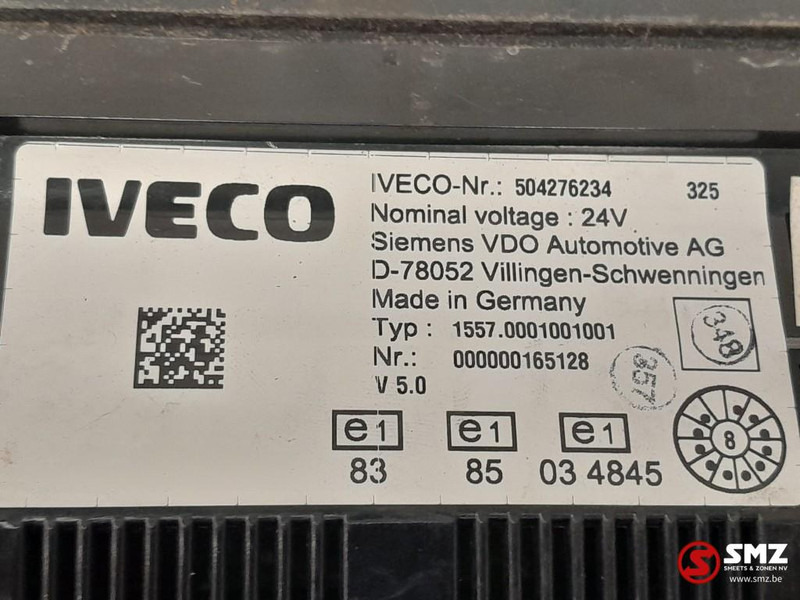 IVECO
IVECO-Nr.: 504276234 325
Nominal voltage : 24V
Siemens VDO Automotive AG
D-78052 Villingen-Schwenningen
Made in Germany
Typ : 1557.0001001001
Nr.: 000000165128
V 5.0
348
357
e1 e1 e1
83 85 03 4845
8
SMZ
SMEETS & ZONEN NV
www.smz.be